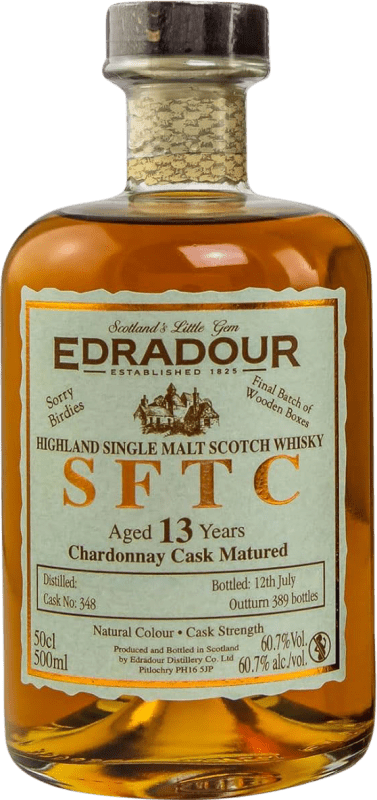 Scotland's Little Gem
EDRADOUR
ESTABLISHED 1825
Sorry
Birdies
Final Batch of
Wooden Boxes
HIGHLAND SINGLE MALT SCOTCH WHISKY
SFTC
Aged 13 Years
Chardonnay Cask Matured
Distilled:
Bottled: 12th July
Cask No: 348
Outturn 389 bottles
Natural Colour • Cask Strength
50cl
500ml
60.7%Vol.
60.7% alc./vol.
Produced and Bottled in Scotland
by Edradour Distillery Co. Ltd
Pitlochry PH16 5JP